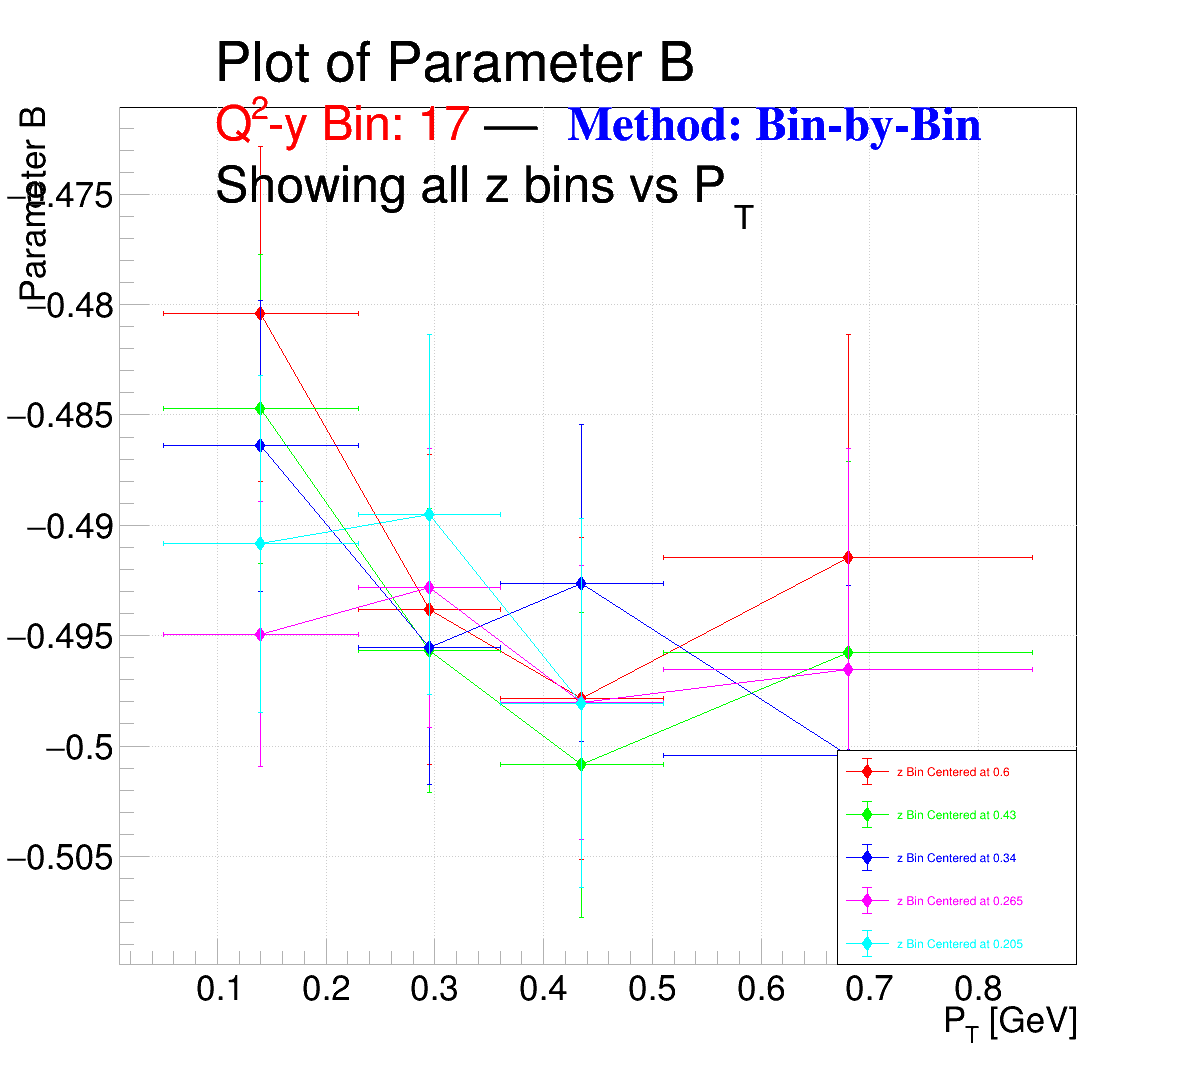 Plot of Parameter B
Q²-y Bin: 17 — Method: Bin-by-Bin
Showing all z bins vs P_T
Parameter B
−0.475
−0.48
−0.485
−0.49
−0.495
−0.5
−0.505
z Bin Centered at 0.6
z Bin Centered at 0.43
z Bin Centered at 0.34
z Bin Centered at 0.265
z Bin Centered at 0.205
0.1 0.2 0.3 0.4 0.5 0.6 0.7 0.8
P_T [GeV]